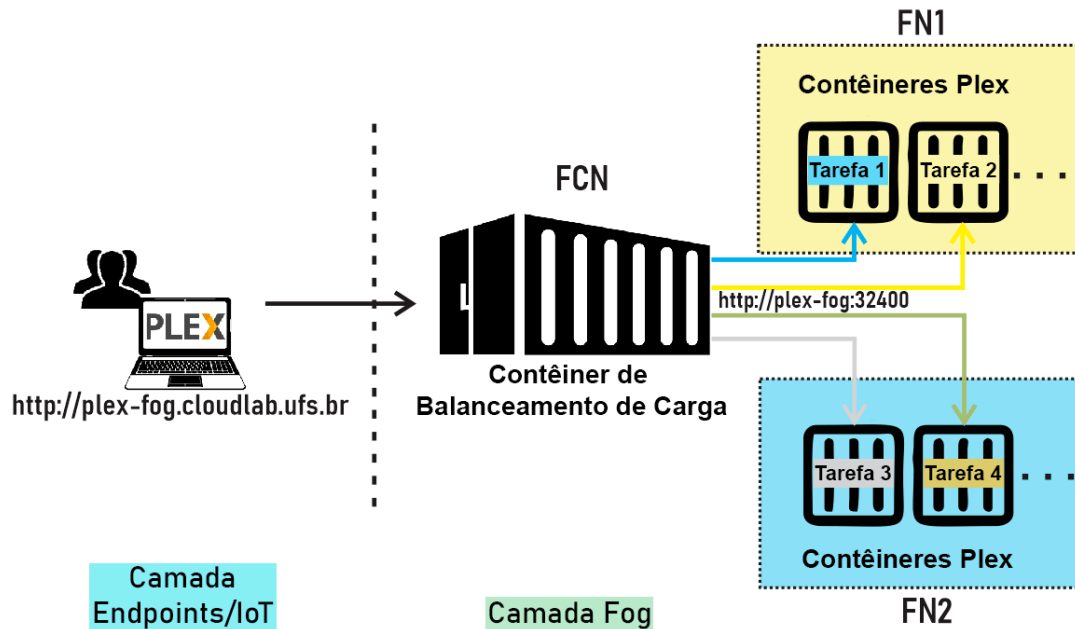 FN1
Contêineres Plex
Tarefa 1
Tarefa 2
FCN
PLEX
http://plex-fog:32400
Contêiner de
Balanceamento de Carga
http://plex-fog.cloudlab.ufs.br
Tarefa 3
Tarefa 4
Contêineres Plex
FN2
Camada
Endpoints/IoT
Camada Fog